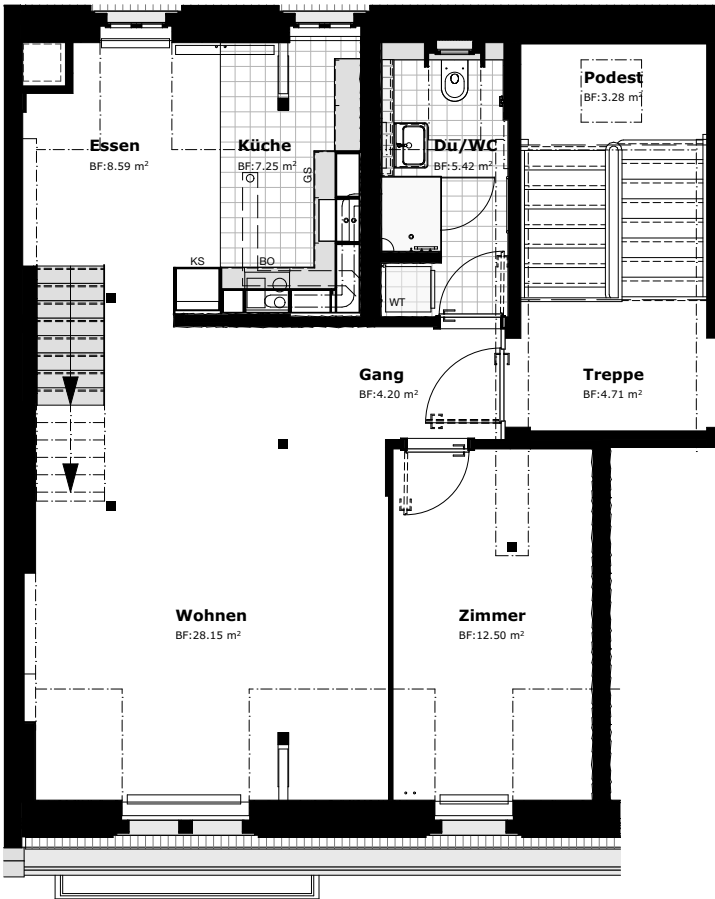 Podest
BF:3.28 m²
Essen
BF:8.59 m²
Küche
BF:7.25 m²
Du/WC
BF:5.42 m²
GS
KS
BO
WT
Gang
BF:4.20 m²
Treppe
BF:4.71 m²
Wohnen
BF:28.15 m²
Zimmer
BF:12.50 m²